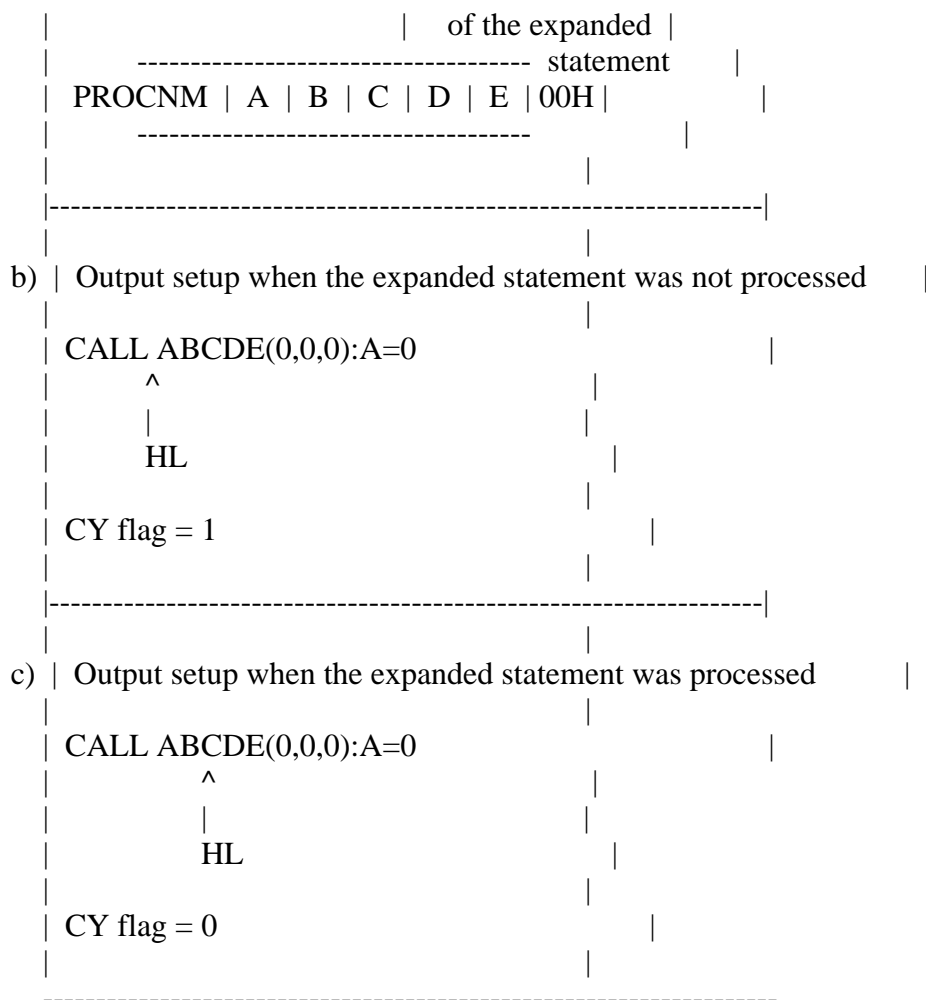 |                                     |    of the expanded  |
|          ------------------------------------- statement        |
|  PROCNM  |  A  |  B  |  C  |  D  |  E  | 00H |                    |
|          -------------------------------------                    |
|                                                                   |
|-------------------------------------------------------------------|
|                                                                   |
b)  |  Output setup when the expanded statement was not processed       |
|                                                                   |
|  CALL ABCDE(0,0,0):A=0                                            |
|          ^                                                        |
|          |                                                        |
|          HL                                                       |
|                                                                   |
|  CY flag = 1                                                      |
|                                                                   |
|-------------------------------------------------------------------|
|                                                                   |
c)  |  Output setup when the expanded statement was processed           |
|                                                                   |
|  CALL ABCDE(0,0,0):A=0                                            |
|               ^                                                   |
|               |                                                   |
|               HL                                                  |
|                                                                   |
|  CY flag = 0                                                      |
|                                                                   |
---------------------------------------------------------------------